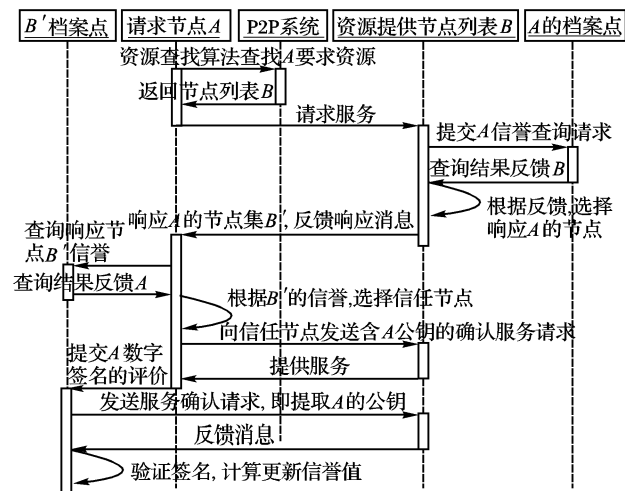 B′档案点
请求节点A
P2P系统
资源提供节点列表B
A的档案点
资源查找算法查找A要求资源
返回节点列表B
请求服务
提交A信誉查询请求
查询结果反馈B
根据反馈,选择
响应A的节点
响应A的节点集B′,反馈响应消息
查询响应节
点B′信誉
查询结果反馈A
根据B′的信誉,选择信任节点
向信任节点发送含A公钥的确认服务请求
提供服务
提交A数字
签名的评价
发送服务确认请求,即提取A的公钥
反馈消息
验证签名,计算更新信誉值